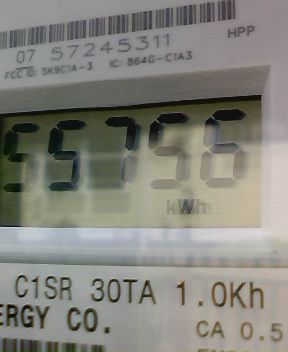 07 57245311
HPP
FCC ID: SK9C1A-3 IC: 864G-C1A3
55756
kWh
C1SR 30TA 1.0Kh
ERGY CO.
CA 0.5